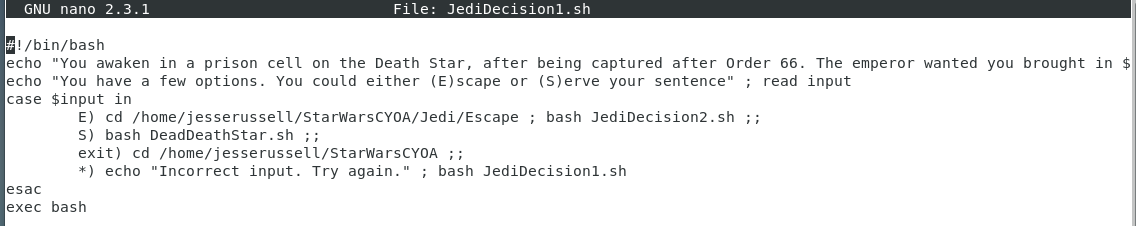 GNU nano 2.3.1 File: JediDecision1.sh
#!/bin/bash
echo "You awaken in a prison cell on the Death Star, after being captured after Order 66. The emperor wanted you brought in $
echo "You have a few options. You could either (E)scape or (S)erve your sentence" ; read input
case $input in
E) cd /home/jesserussell/StarWarsCYOA/Jedi/Escape ; bash JediDecision2.sh ;;
S) bash DeadDeathStar.sh ;;
exit) cd /home/jesserussell/StarWarsCYOA ;;
*) echo "Incorrect input. Try again." ; bash JediDecision1.sh
esac
exec bash